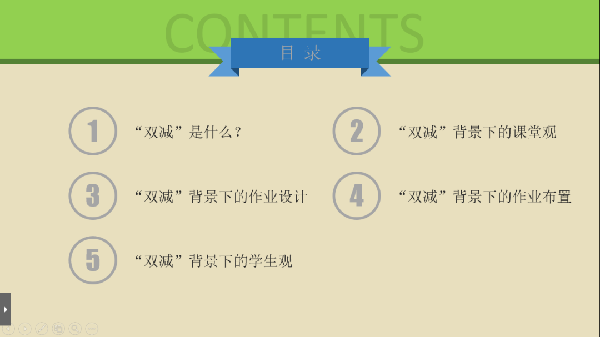 CONTENTS
目 录
1 “双减”是什么？
2 “双减”背景下的课堂观
3 “双减”背景下的作业设计
4 “双减”背景下的作业布置
5 “双减”背景下的学生观